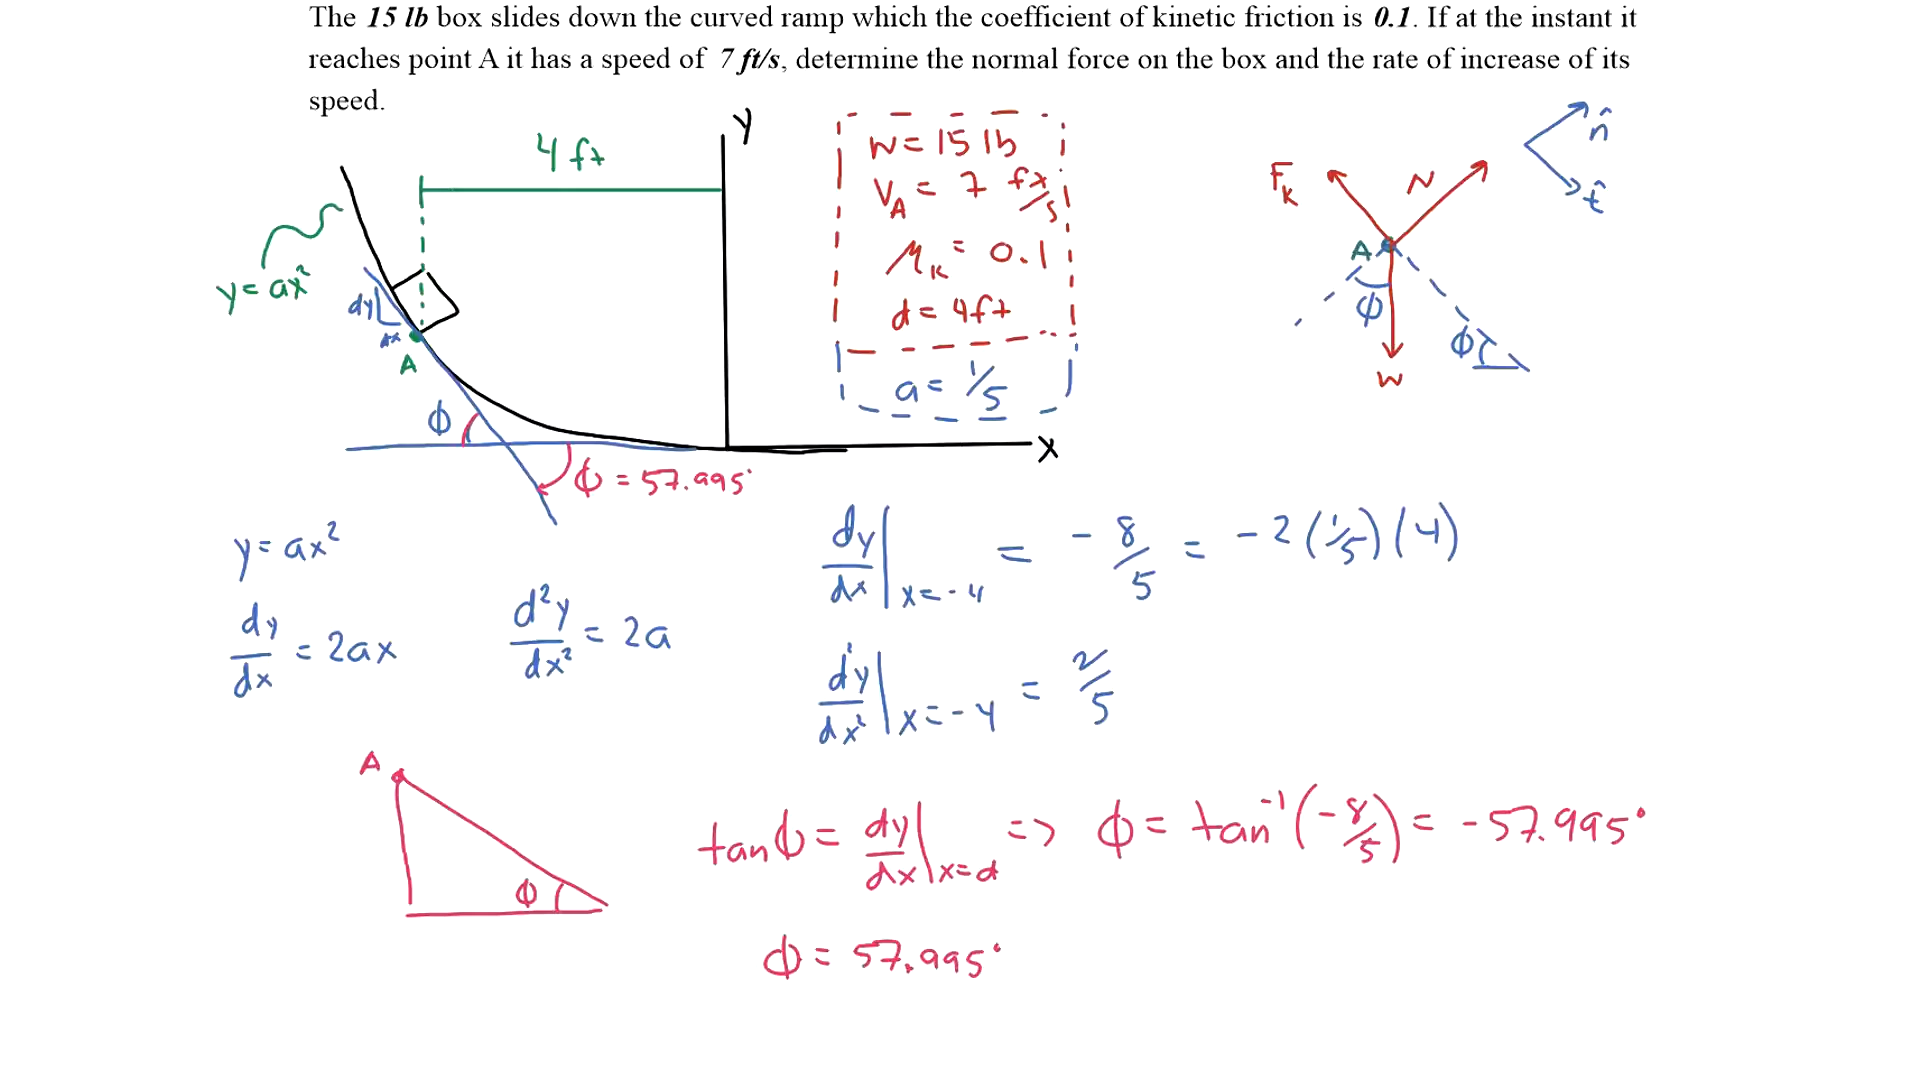 The 15 lb box slides down the curved ramp which the coefficient of kinetic friction is 0.1. If at the instant it
reaches point A it has a speed of 7 ft/s, determine the normal force on the box and the rate of increase of its
speed.
4 ft
y
y = ax²
dy
dx
A
ϕ
ϕ = 57.995°
x
W = 15 lb
V_A = 7 ft/s
μ_K = 0.1
d = 4 ft
a = 1/5
F_K
N
n̂
t̂
A
ϕ
ϕ
W
y = ax²
dy/dx = 2ax
d²y/dx² = 2a
dy/dx | x=-4 = -8/5 = -2(1/5)(4)
d²y/dx² | x=-4 = 2/5
A
ϕ
tanϕ = dy/dx | x=d => ϕ = tan⁻¹(-8/5) = -57.995°
ϕ = 57.995°